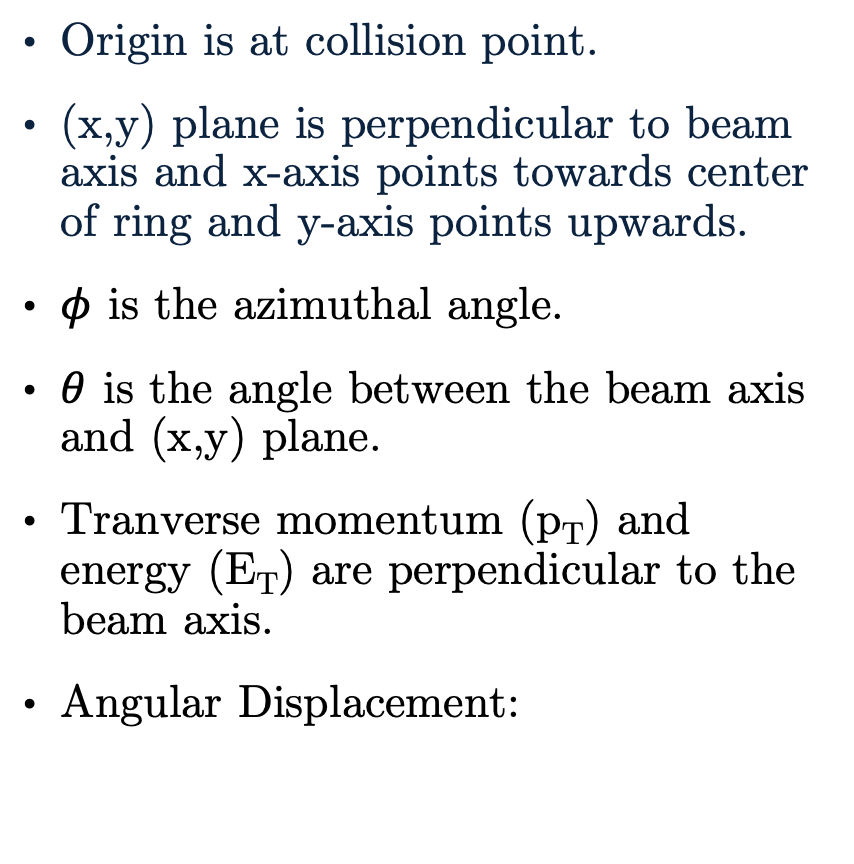 • Origin is at collision point.
• (x,y) plane is perpendicular to beam
axis and x-axis points towards center
of ring and y-axis points upwards.
• ϕ is the azimuthal angle.
• θ is the angle between the beam axis
and (x,y) plane.
• Tranverse momentum (p_T) and
energy (E_T) are perpendicular to the
beam axis.
• Angular Displacement: